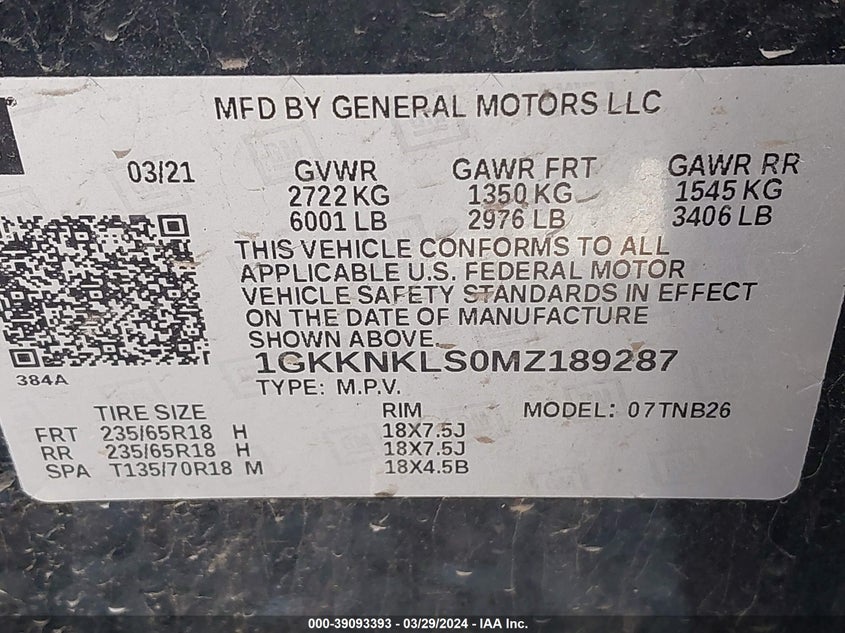 MFD BY GENERAL MOTORS LLC
03/21 GVWR GAWR FRT GAWR RR
2722 KG 1350 KG 1545 KG
6001 LB 2976 LB 3406 LB
THIS VEHICLE CONFORMS TO ALL
APPLICABLE U.S. FEDERAL MOTOR
VEHICLE SAFETY STANDARDS IN EFFECT
ON THE DATE OF MANUFACTURE
SHOWN ABOVE.
1GKKNKLS0MZ189287
384A
TYPE: M.P.V.
TIRE SIZE RIM MODEL: 07TNB26
FRT 235/65R18 H 18X7.5J
RR 235/65R18 H 18X7.5J
SPA T135/70R18 M 18X4.5B
000-39093393 - 03/29/2024 - IAA Inc.